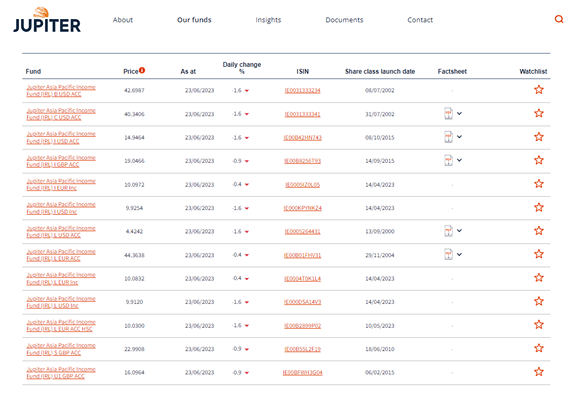 JUPITER
About Our funds Insights Documents Contact
Daily change
Fund Price As at % ISIN Share class launch date Factsheet Watchlist
Jupiter Asia Pacific Income
Fund (IRL) B USD ACC 42.6987 23/06/2023 -1.6 IE0031333234 08/07/2002 -
Jupiter Asia Pacific Income
Fund (IRL) C USD ACC 40.3406 23/06/2023 -1.6 31/07/2002
Jupiter Asia Pacific Income
Fund (IRL) I USD ACC 14.9464 23/06/2023 -1.6 IE00B42HN743 08/10/2015
Jupiter Asia Pacific Income
Fund (IRL) I GBP ACC 19.0466 23/06/2023 -0.9 14/09/2015
Jupiter Asia Pacific Income
Fund (IRL) I EUR Inc 10.0972 23/06/2023 -0.4 14/04/2023 -
Jupiter Asia Pacific Income
Fund (IRL) I USD Inc 9.9254 23/06/2023 -1.6 14/04/2023 -
Jupiter Asia Pacific Income
Fund (IRL) L USD ACC 4.4242 23/06/2023 -1.6 IE0005264431 13/09/2000
Jupiter Asia Pacific Income
Fund (IRL) L EUR ACC 44.3638 23/06/2023 -0.4 IE00B01FHV31 29/11/2004
Jupiter Asia Pacific Income
Fund (IRL) L EUR Inc 10.0832 23/06/2023 -0.4 14/04/2023 -
Jupiter Asia Pacific Income
Fund (IRL) L USD Inc 9.9120 23/06/2023 -1.6 14/04/2023 -
Jupiter Asia Pacific Income
Fund (IRL) L EUR ACC HSC 10.0300 23/06/2023 -1.6 10/05/2023 -
Jupiter Asia Pacific Income
Fund (IRL) S GBP ACC 22.9908 23/06/2023 -0.9 18/06/2010 -
Jupiter Asia Pacific Income
Fund (IRL) U1 GBP ACC 16.0964 23/06/2023 -0.9 IE00BFWH3G04 06/02/2015 -